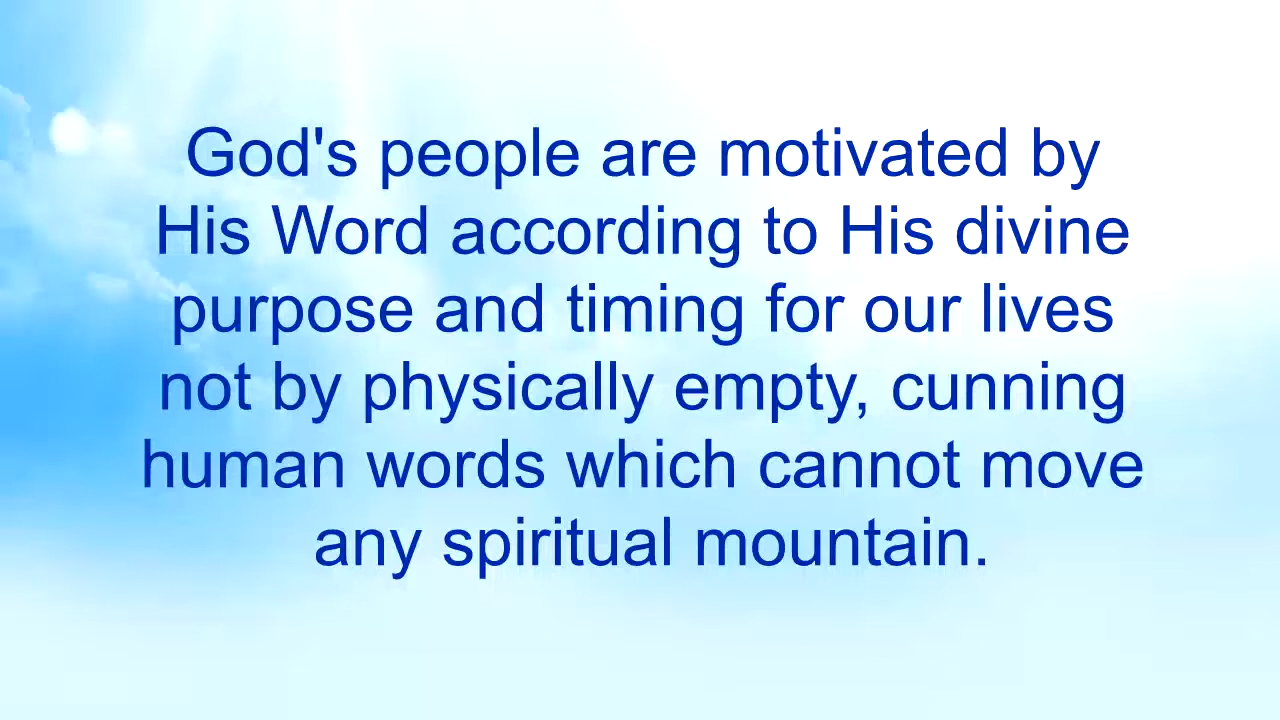 God's people are motivated by
His Word according to His divine
purpose and timing for our lives
not by physically empty, cunning
human words which cannot move
any spiritual mountain.